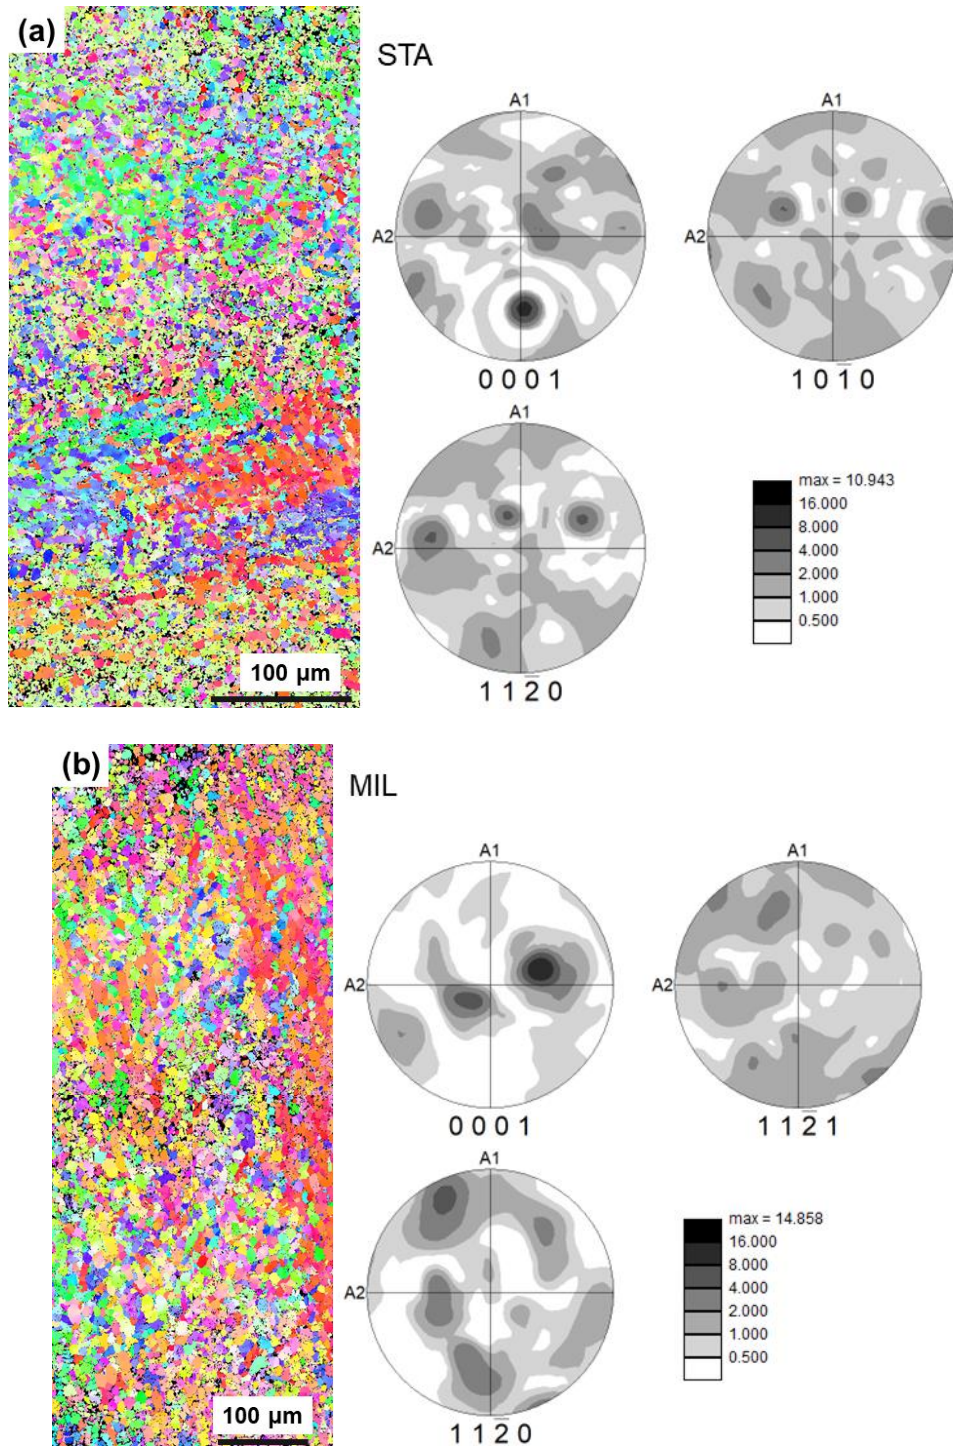 (a)
STA
A1
A1
A2
A2
0 0 0 1
1 0 1̅ 0
A1
A2
max = 10.943
16.000
8.000
4.000
2.000
1.000
0.500
1 1 2̅ 0
100 µm
(b)
MIL
A1
A1
A2
A2
0 0 0 1
1 1 2̅ 1
A1
A2
max = 14.858
16.000
8.000
4.000
2.000
1.000
0.500
1 1 2̅ 0
100 µm